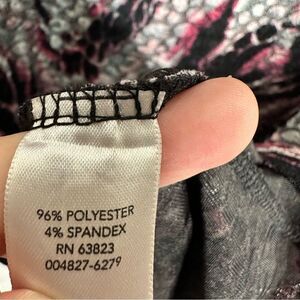 96% POLYESTER
4% SPANDEX
RN 63823
004827-6279